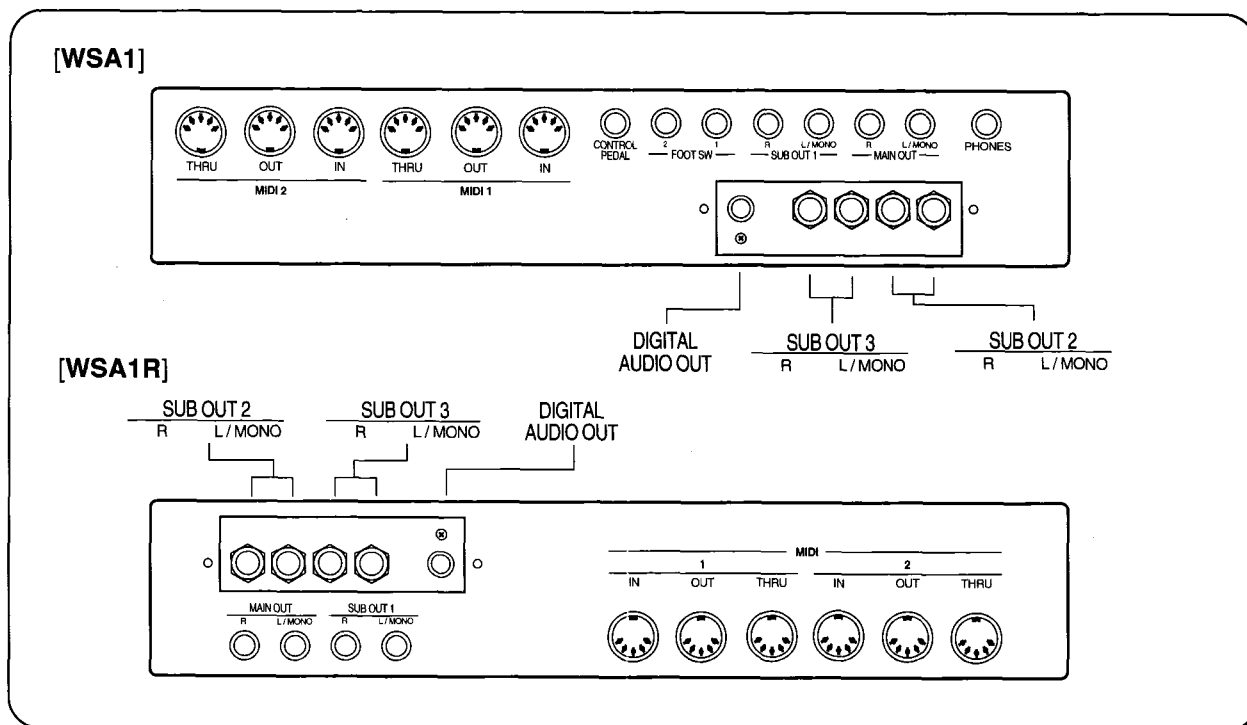 [WSA1]
THRU OUT IN THRU OUT IN
MIDI 2 MIDI 1
CONTROL PEDAL
2 1
FOOT SW
R L/MONO
SUB OUT 1
R L/MONO
MAIN OUT
PHONES
DIGITAL
AUDIO OUT
SUB OUT 3
R L/MONO
SUB OUT 2
R L/MONO
[WSA1R]
SUB OUT 2
R L/MONO
SUB OUT 3
R L/MONO
DIGITAL
AUDIO OUT
MAIN OUT
R L/MONO
SUB OUT 1
R L/MONO
MIDI
1 2
IN OUT THRU IN OUT THRU